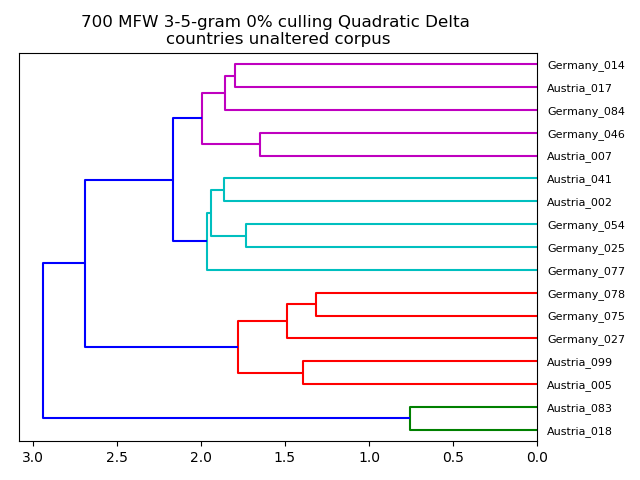 700 MFW 3-5-gram 0% culling Quadratic Delta
countries unaltered corpus
Germany_014
Austria_017
Germany_084
Germany_046
Austria_007
Austria_041
Austria_002
Germany_054
Germany_025
Germany_077
Germany_078
Germany_075
Germany_027
Austria_099
Austria_005
Austria_083
Austria_018
3.0 2.5 2.0 1.5 1.0 0.5 0.0